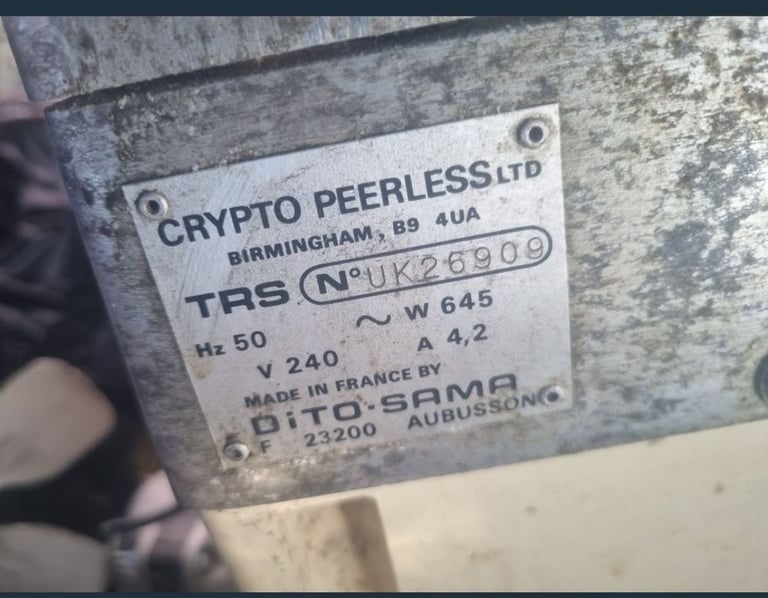 CRYPTO PEERLESS LTD
BIRMINGHAM, B9 4UA
TRS N° UK26909
Hz 50 ~ W 645
V 240 A 4,2
MADE IN FRANCE BY
DiTO-SAMA
F 23200 AUBUSSON